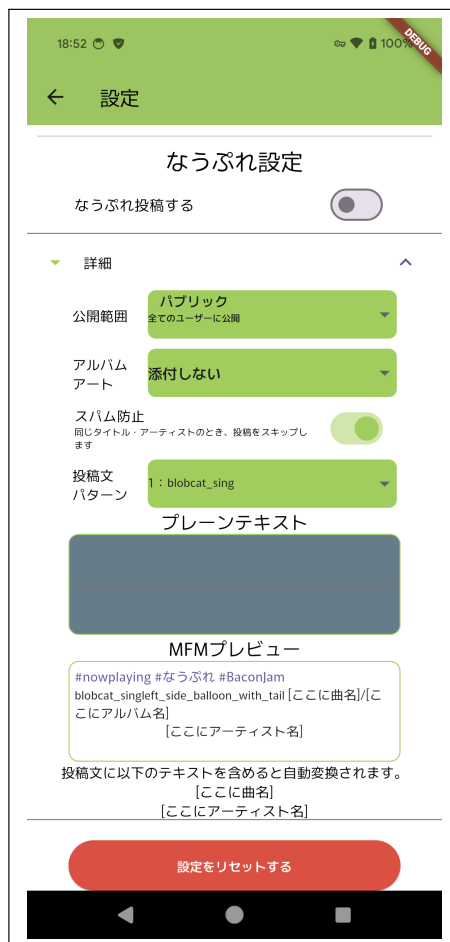 18:52
100%
DEBUG
設定
なうぷれ設定
なうぷれ投稿する
詳細
公開範囲
パブリック
全てのユーザーに公開
アルバム
アート
添付しない
スパム防止
同じタイトル・アーティストのとき、投稿をスキップし
ます
投稿文
パターン
1：blobcat_sing
プレーンテキスト
MFMプレビュー
#nowplaying #なうぷれ #BaconJam
blobcat_singleft_side_balloon_with_tail [ここに曲名]/[こ
こにアルバム名]
[ここにアーティスト名]
投稿文に以下のテキストを含めると自動変換されます。
[ここに曲名]
[ここにアーティスト名]
設定をリセットする